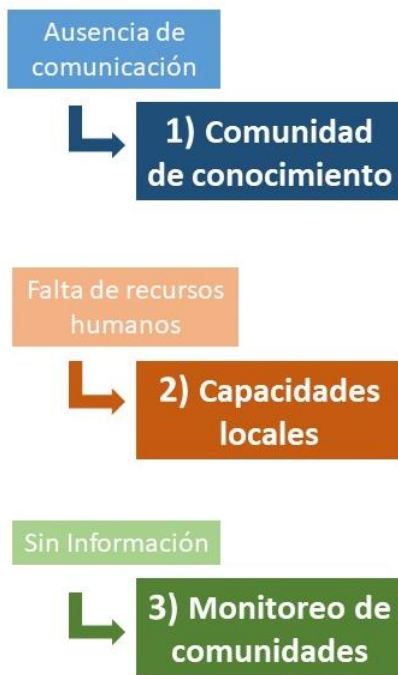 Ausencia de
comunicación
1) Comunidad
de conocimiento
Falta de recursos
humanos
2) Capacidades
locales
Sin Información
3) Monitoreo de
comunidades